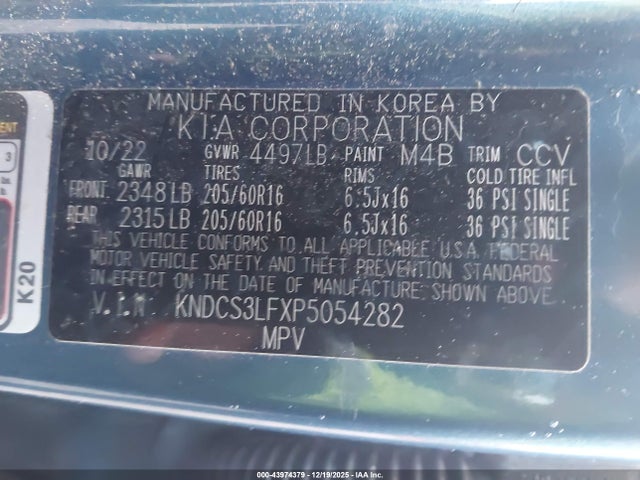 MANUFACTURED IN KOREA BY
KIA CORPORATION
10/22 GVWR 4497LB PAINT M4B TRIM CCV
GAWR TIRES RIMS COLD TIRE INFL
FRONT 2348LB 205/60R16 6.5Jx16 36 PSI SINGLE
REAR 2315LB 205/60R16 6.5Jx16 36 PSI SINGLE
THIS VEHICLE CONFORMS TO ALL APPLICABLE U.S.A. FEDERAL
MOTOR VEHICLE SAFETY AND THEFT PREVENTION STANDARDS
IN EFFECT ON THE DATE OF MANUFACTURE SHOWN ABOVE.
V.I.N KNDCS3LFXP5054282
MPV
3
K20
00-43974379 - 12/19/2025 - IAA Inc.